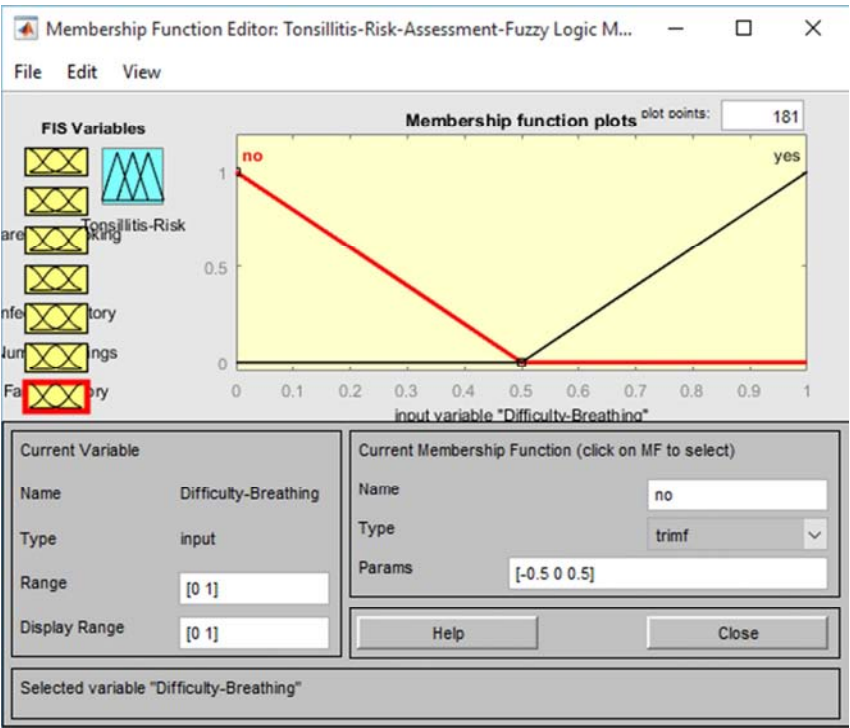 Membership Function Editor: Tonsillitis-Risk-Assessment-Fuzzy Logic M...
File Edit View
FIS Variables
Membership function plots plot points: 181
no yes
1
0.5
0
0 0.1 0.2 0.3 0.4 0.5 0.6 0.7 0.8 0.9 1
input variable "Difficulty-Breathing"
Tonsillitis-Risk
Current Variable
Name Difficulty-Breathing
Type input
Range [0 1]
Display Range [0 1]
Current Membership Function (click on MF to select)
Name no
Type trimf
Params [-0.5 0 0.5]
Help Close
Selected variable "Difficulty-Breathing"